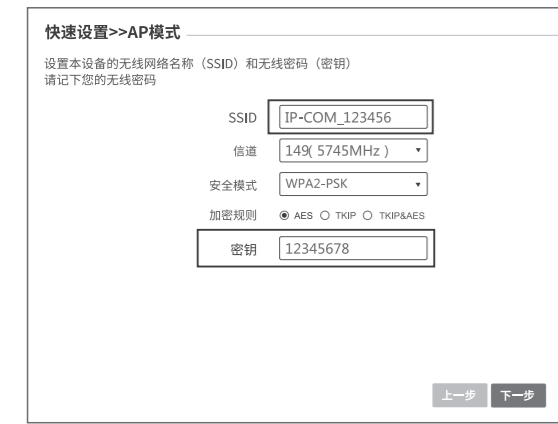 快速设置>>AP模式
设置本设备的无线网络名称（SSID）和无线密码（密钥）
请记下您的无线密码
SSID IP-COM_123456
信道 149( 5745MHz )
安全模式 WPA2-PSK
加密规则 AES TKIP TKIP&AES
密钥 12345678
上一步 下一步